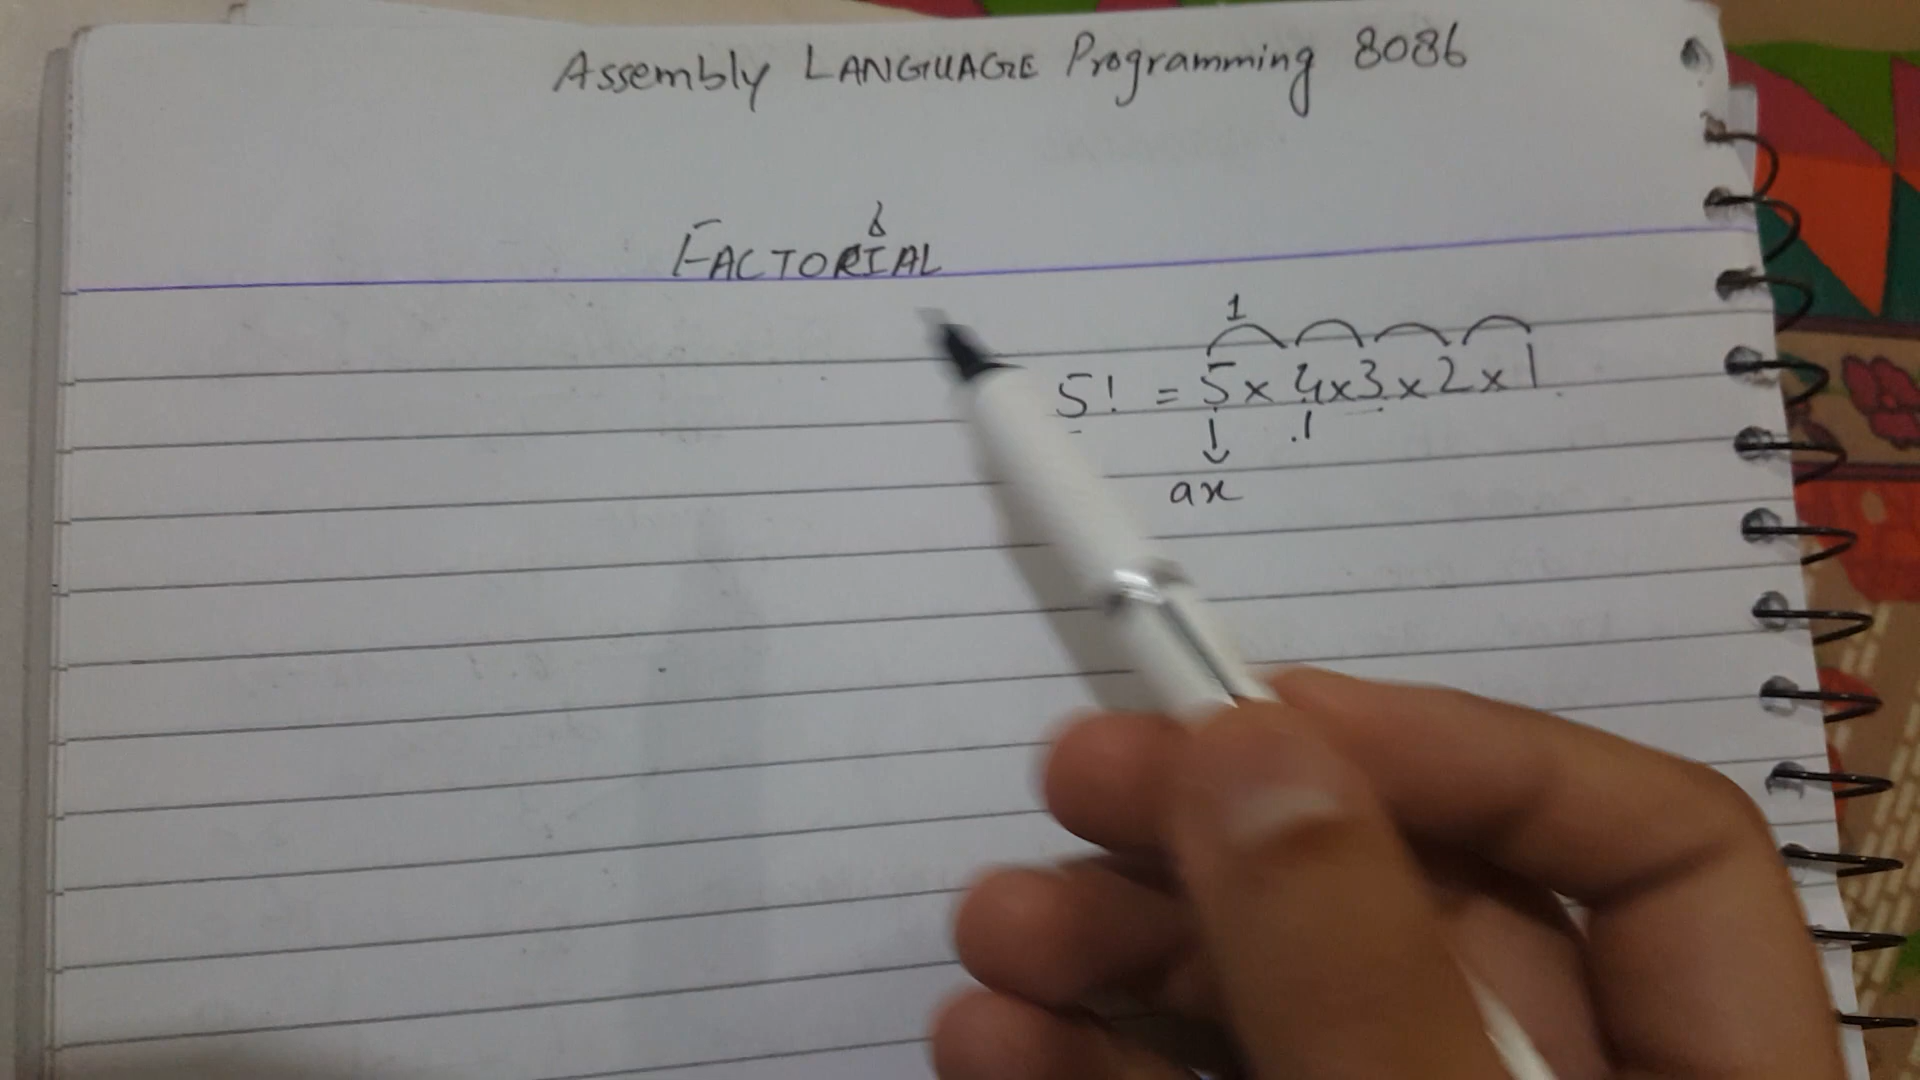 Assembly LANGUAGE Programming 8086
FACTORIAL
1
5! = 5 x 4 x 3 x 2 x 1
ax